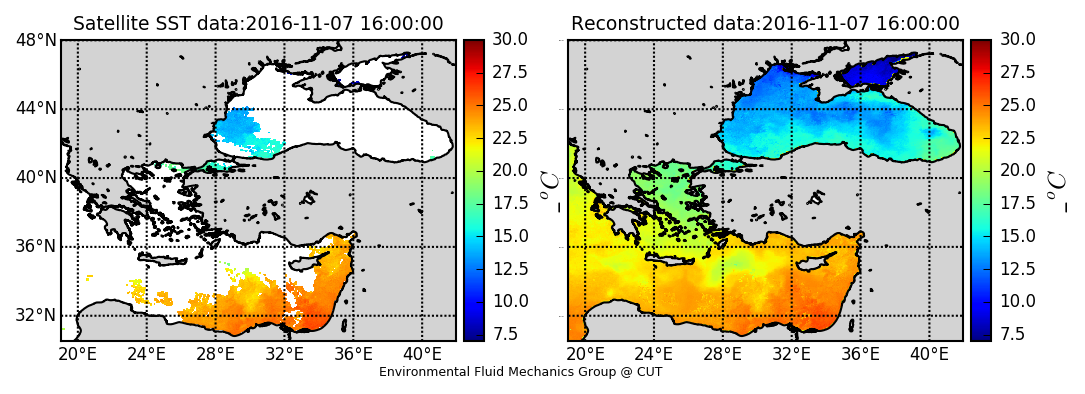 Satellite SST data:2016-11-07 16:00:00
48°N
44°N
40°N
36°N
32°N
20°E 24°E 28°E 32°E 36°E 40°E
30.0
27.5
25.0
22.5
20.0
17.5
15.0
12.5
10.0
7.5
_°C
Reconstructed data:2016-11-07 16:00:00
20°E 24°E 28°E 32°E 36°E 40°E
30.0
27.5
25.0
22.5
20.0
17.5
15.0
12.5
10.0
7.5
_°C
Environmental Fluid Mechanics Group @ CUT